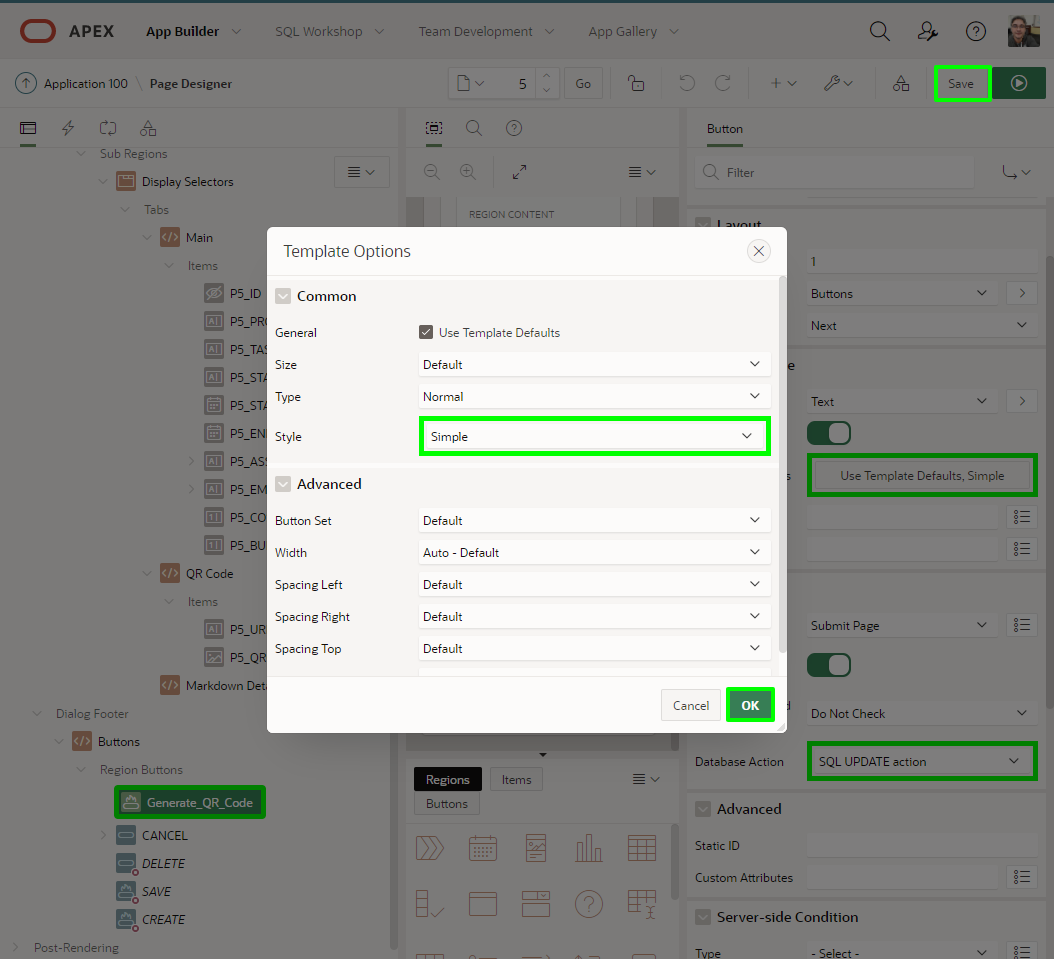 APEX App Builder SQL Workshop Team Development App Gallery
Application 100 \ Page Designer 5 Go Save
Sub Regions
Display Selectors
Tabs
Main
Items
P5_ID
P5_STA
P5_STA
P5_EN
P5_ASS
P5_EM
P5_CO
P5_BU
QR Code
Items
P5_UR
P5_QR
Markdown Deta
Dialog Footer
Buttons
Region Buttons
Generate_QR_Code
CANCEL
DELETE
SAVE
CREATE
Post-Rendering
REGION CONTENT
Template Options
Common
General Use Template Defaults
Size Default
Type Normal
Style Simple
Advanced
Button Set Default
Width Auto - Default
Spacing Left Default
Spacing Right Default
Spacing Top Default
Cancel OK
Regions Items
Buttons
Button
Filter
Layout
1
Buttons
Next
Text
Use Template Defaults, Simple
Submit Page
Do Not Check
Database Action SQL UPDATE action
Advanced
Static ID
Custom Attributes
Server-side Condition
Type - Select -